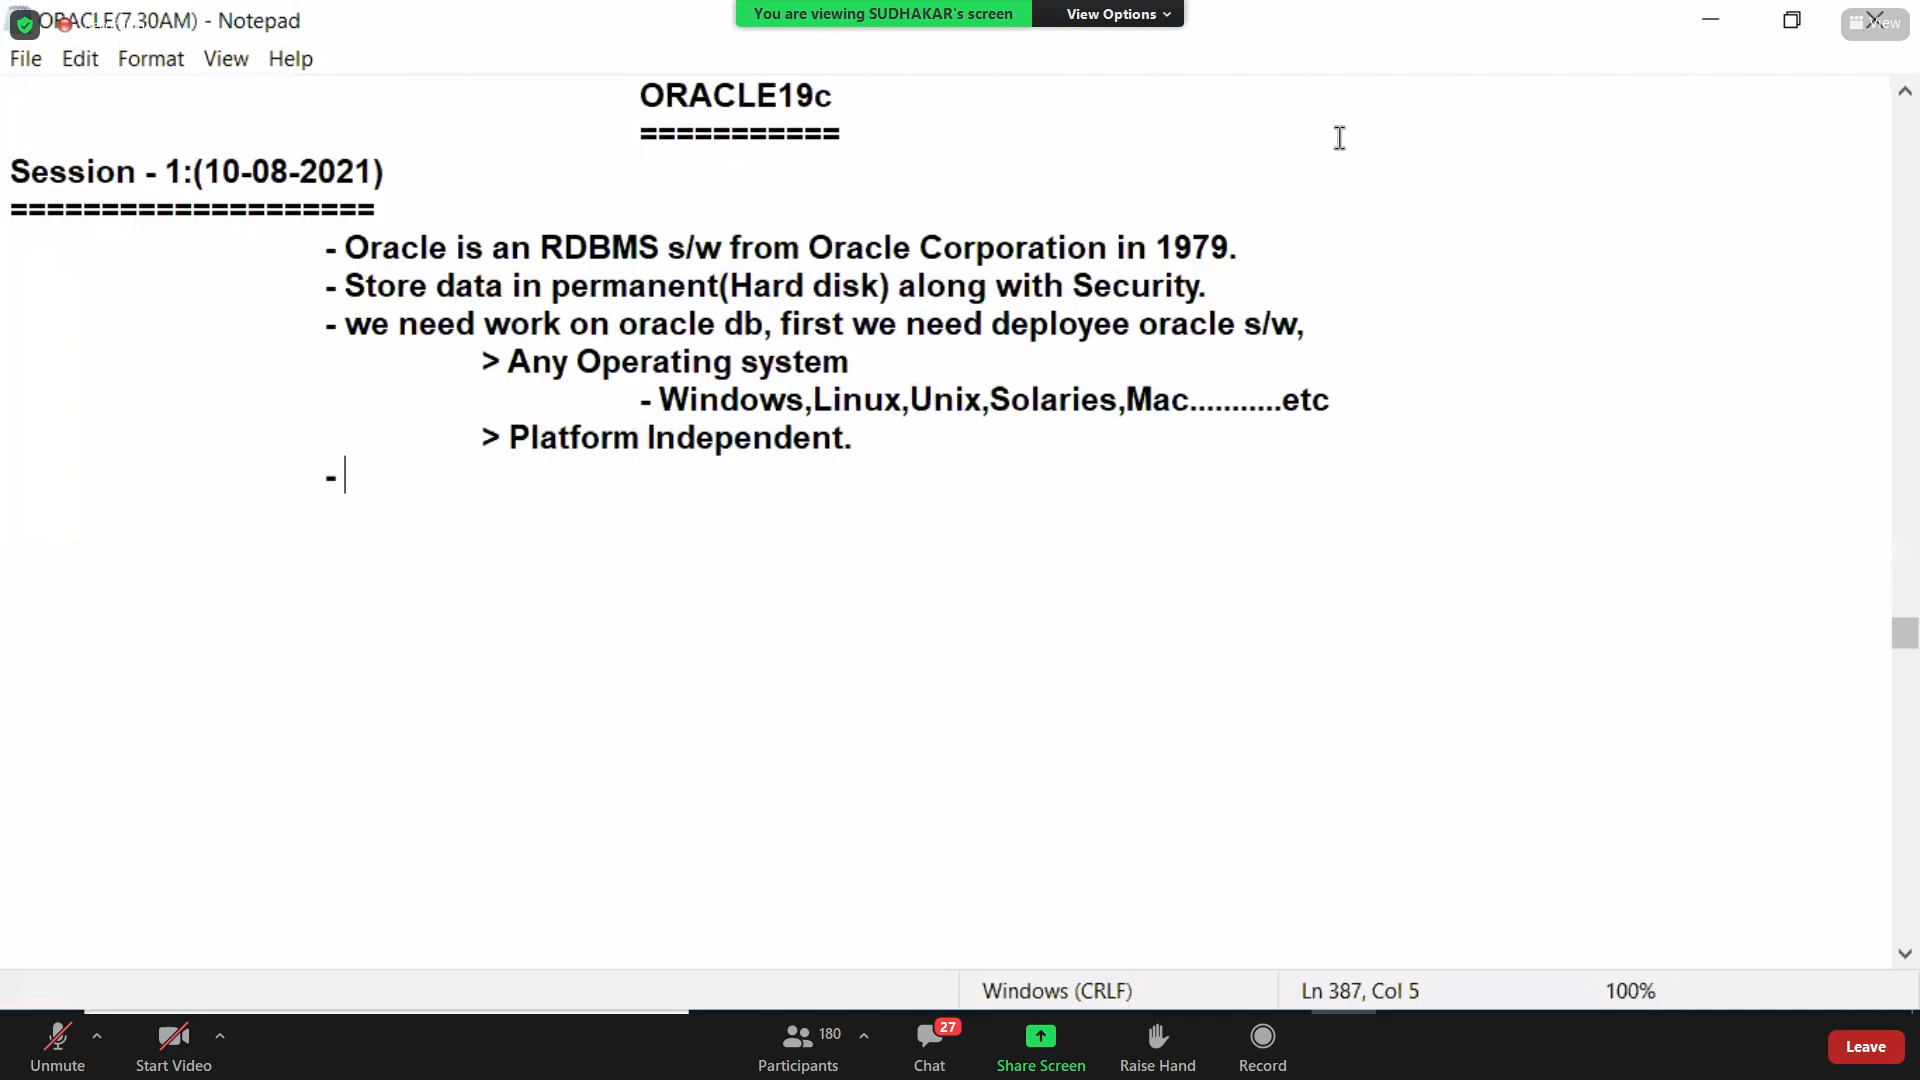 ORACLE(7.30AM) - Notepad
You are viewing SUDHAKAR's screen
View Options
View
File Edit Format View Help
ORACLE19c
===========
Session - 1:(10-08-2021)
====================
- Oracle is an RDBMS s/w from Oracle Corporation in 1979.
- Store data in permanent(Hard disk) along with Security.
- we need work on oracle db, first we need deployee oracle s/w,
> Any Operating system
- Windows,Linux,Unix,Solaries,Mac...........etc
> Platform Independent.
-
Windows (CRLF) Ln 387, Col 5 100%
180 27
Unmute Start Video Participants Chat Share Screen Raise Hand Record Leave